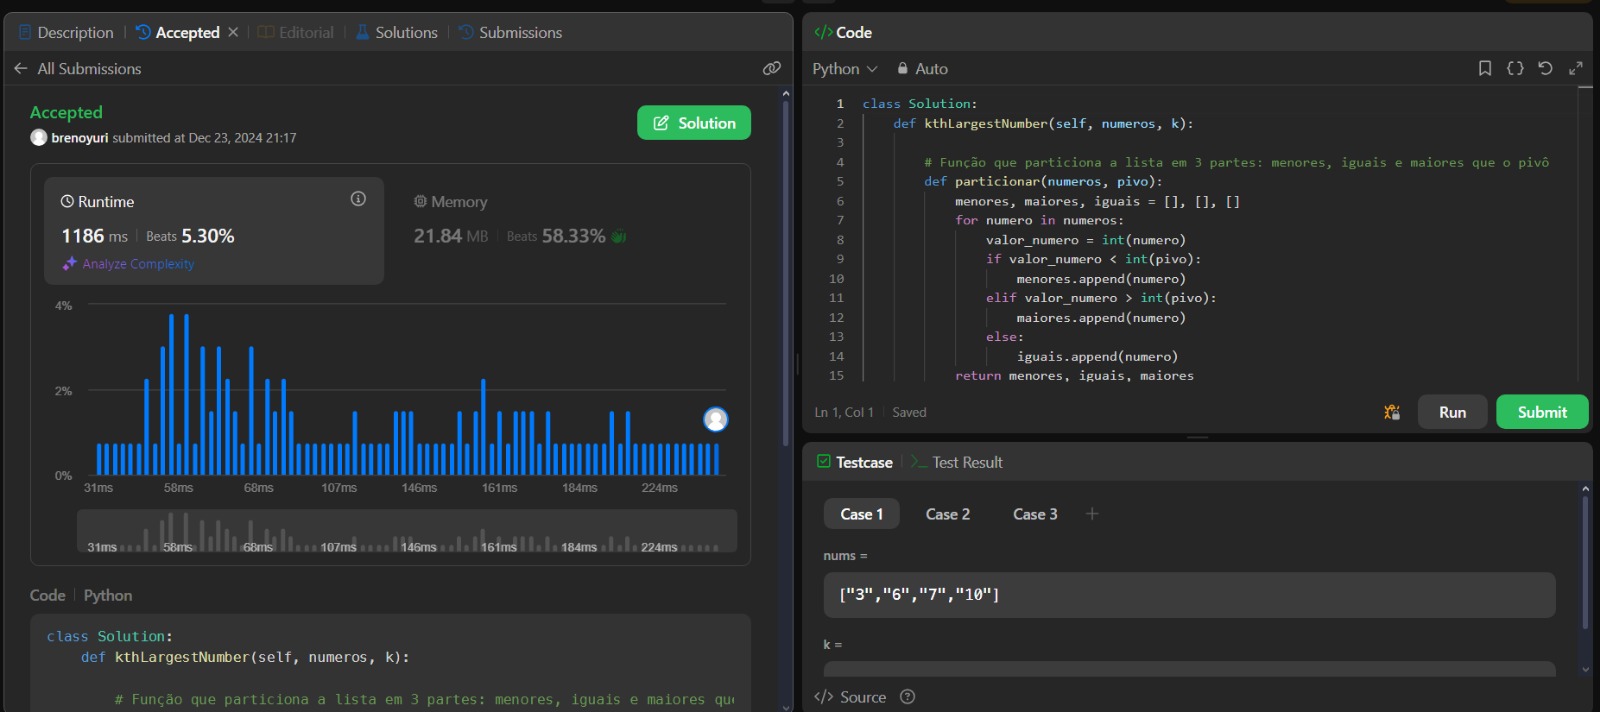 Description
Accepted
Editorial
Solutions
Submissions
All Submissions
Accepted
brenoyuri submitted at Dec 23, 2024 21:17
Solution
Runtime
1186 ms
Beats 5.30%
Analyze Complexity
Memory
21.84 MB
Beats 58.33%
4%
2%
0%
31ms 58ms 68ms 107ms 146ms 161ms 184ms 224ms
31ms 58ms 68ms 107ms 146ms 161ms 184ms 224ms
Code | Python
class Solution:
def kthLargestNumber(self, numeros, k):
# Função que particiona a lista em 3 partes: menores, iguais e maiores que
</> Code
Python
Auto
1 class Solution:
2 def kthLargestNumber(self, numeros, k):
3
4 # Função que particiona a lista em 3 partes: menores, iguais e maiores que o pivô
5 def particionar(numeros, pivo):
6 menores, maiores, iguais = [], [], []
7 for numero in numeros:
8 valor_numero = int(numero)
9 if valor_numero < int(pivo):
10 menores.append(numero)
11 elif valor_numero > int(pivo):
12 maiores.append(numero)
13 else:
14 iguais.append(numero)
15 return menores, iguais, maiores
Ln 1, Col 1 | Saved
Run
Submit
Testcase
Test Result
Case 1
Case 2
Case 3
nums =
["3","6","7","10"]
k =
</> Source